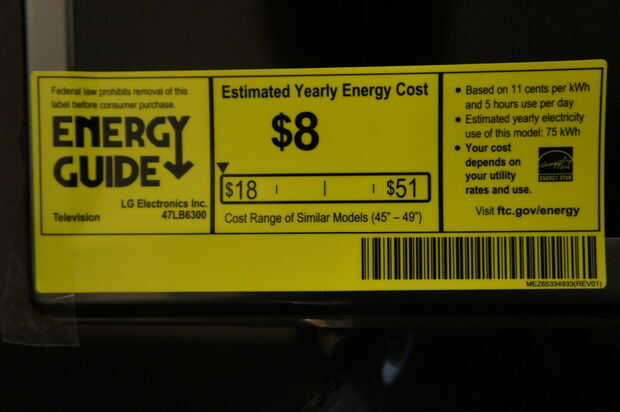 Federal law prohibits removal of this
label before consumer purchase.
ENERGY
GUIDE
LG Electronics Inc.
Television
47LB6300
Estimated Yearly Energy Cost
$8
$18
$51
Cost Range of Similar Models (45" – 49")
• Based on 11 cents per kWh
and 5 hours use per day
• Estimated yearly electricity
use of this model: 75 kWh
• Your cost
depends on
your utility
rates and use.
ENERGY STAR
Visit ftc.gov/energy
MEZ65334933(REV01)